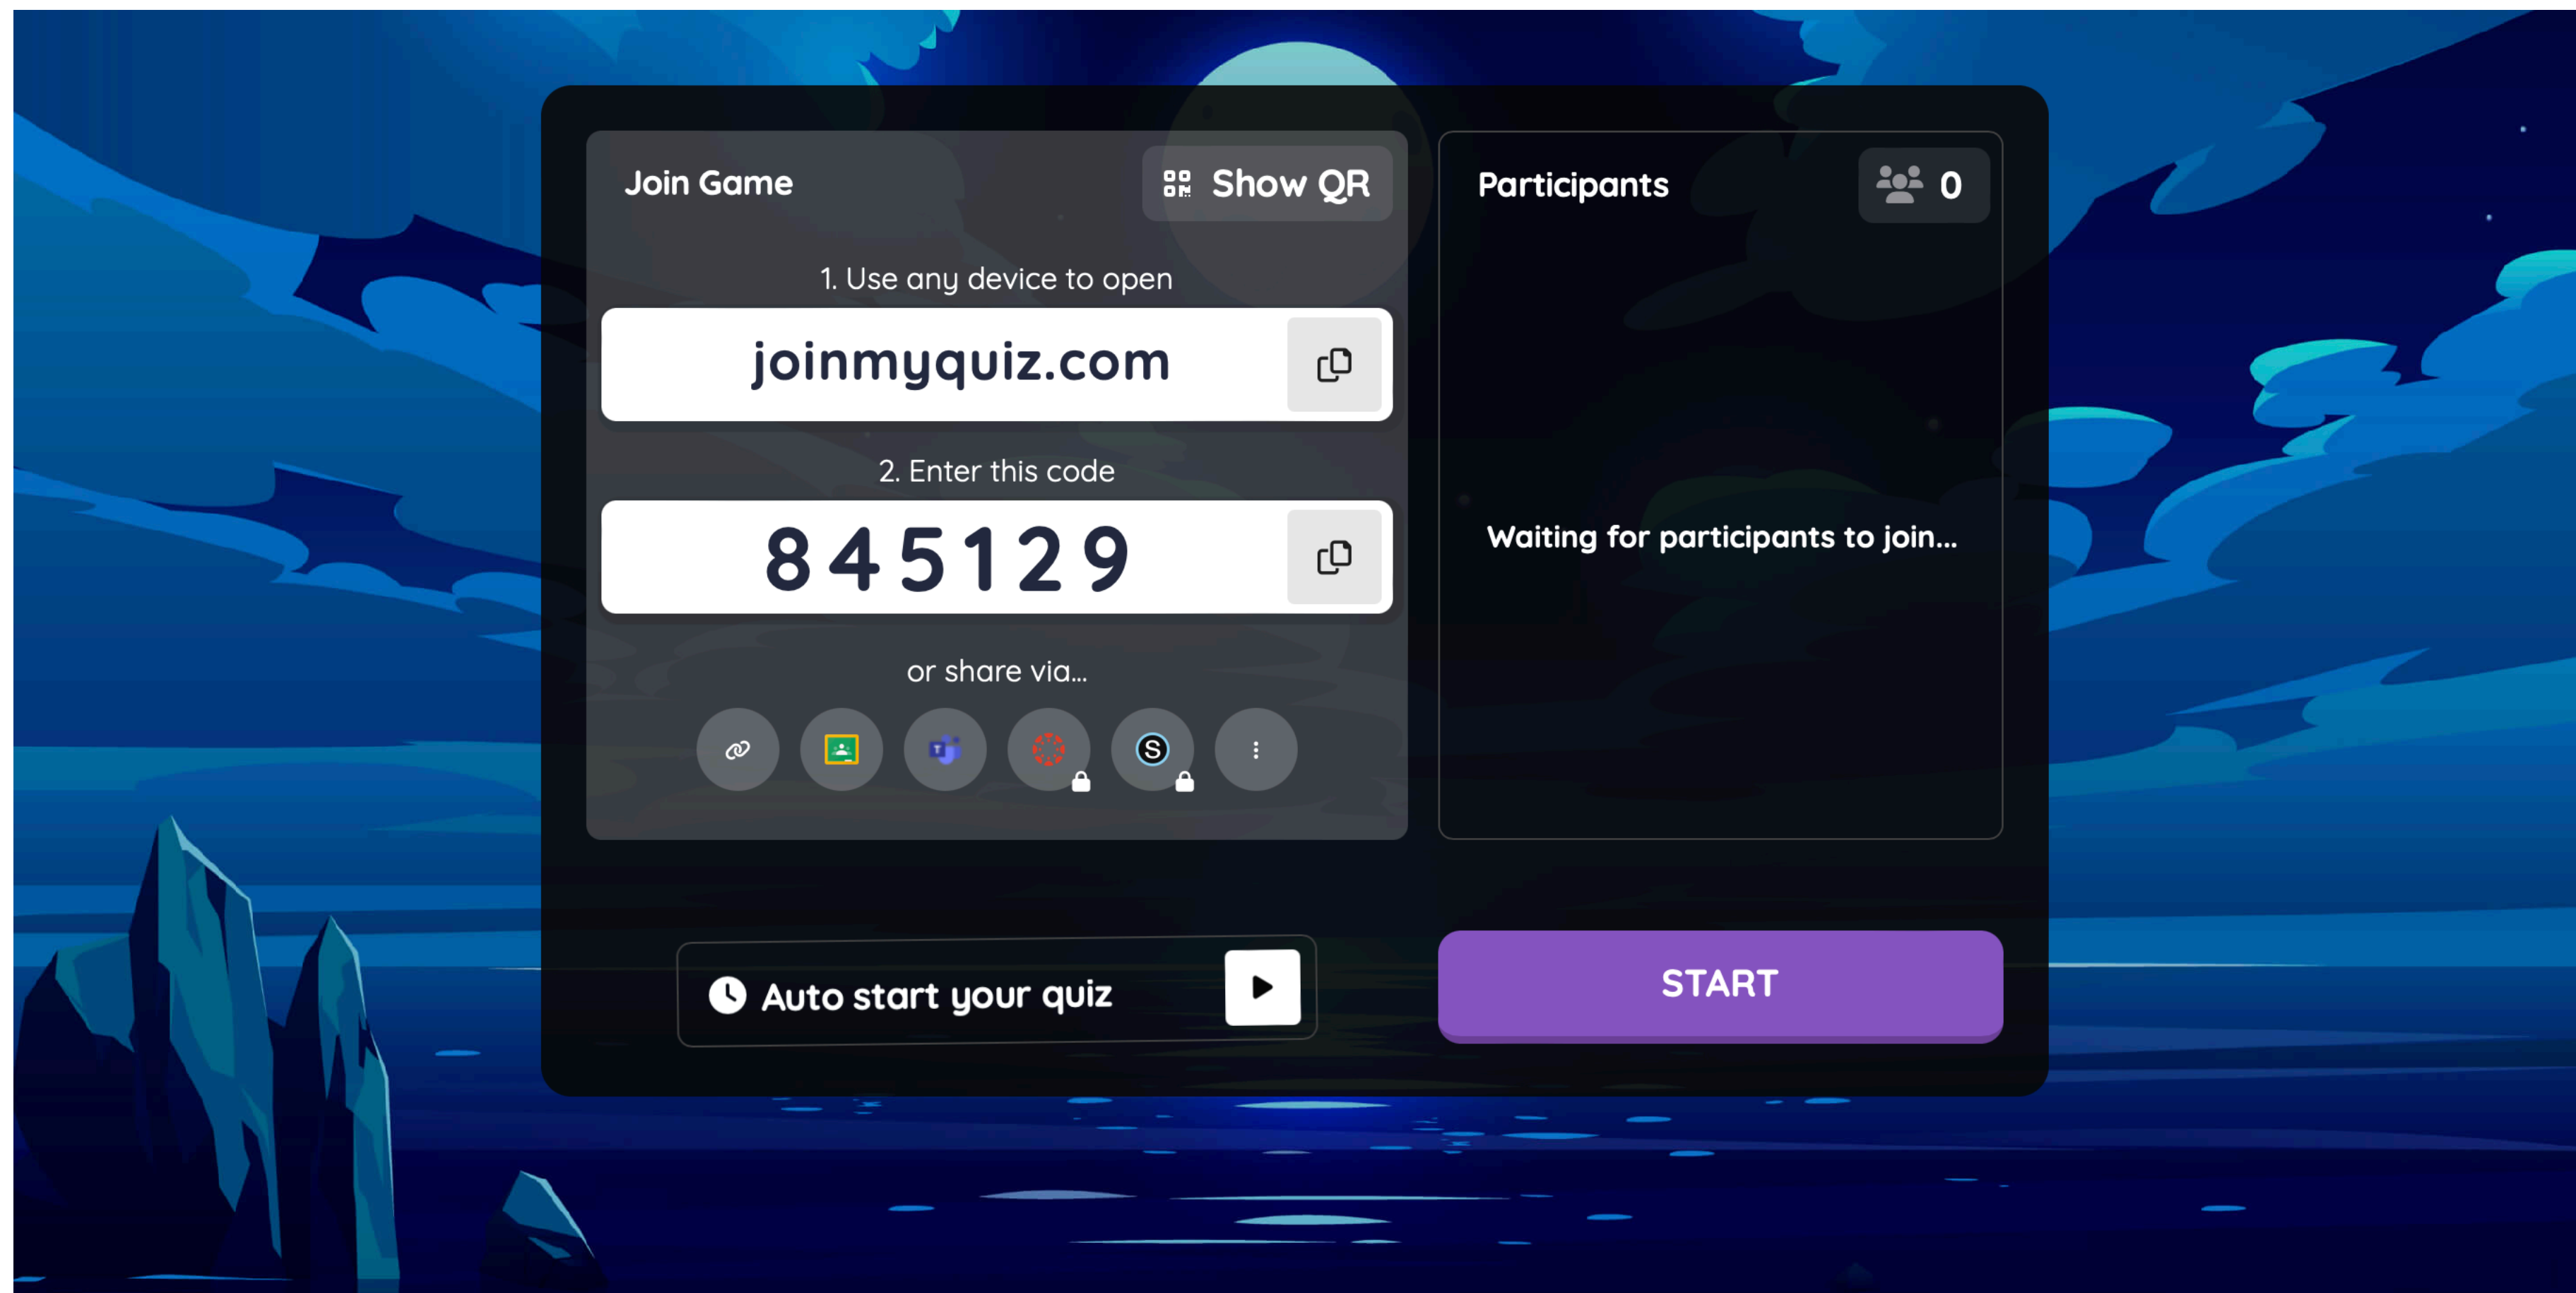 Join Game
Show QR
1. Use any device to open
joinmyquiz.com
2. Enter this code
845129
or share via...
T
S
Participants
0
Waiting for participants to join...
Auto start your quiz
START